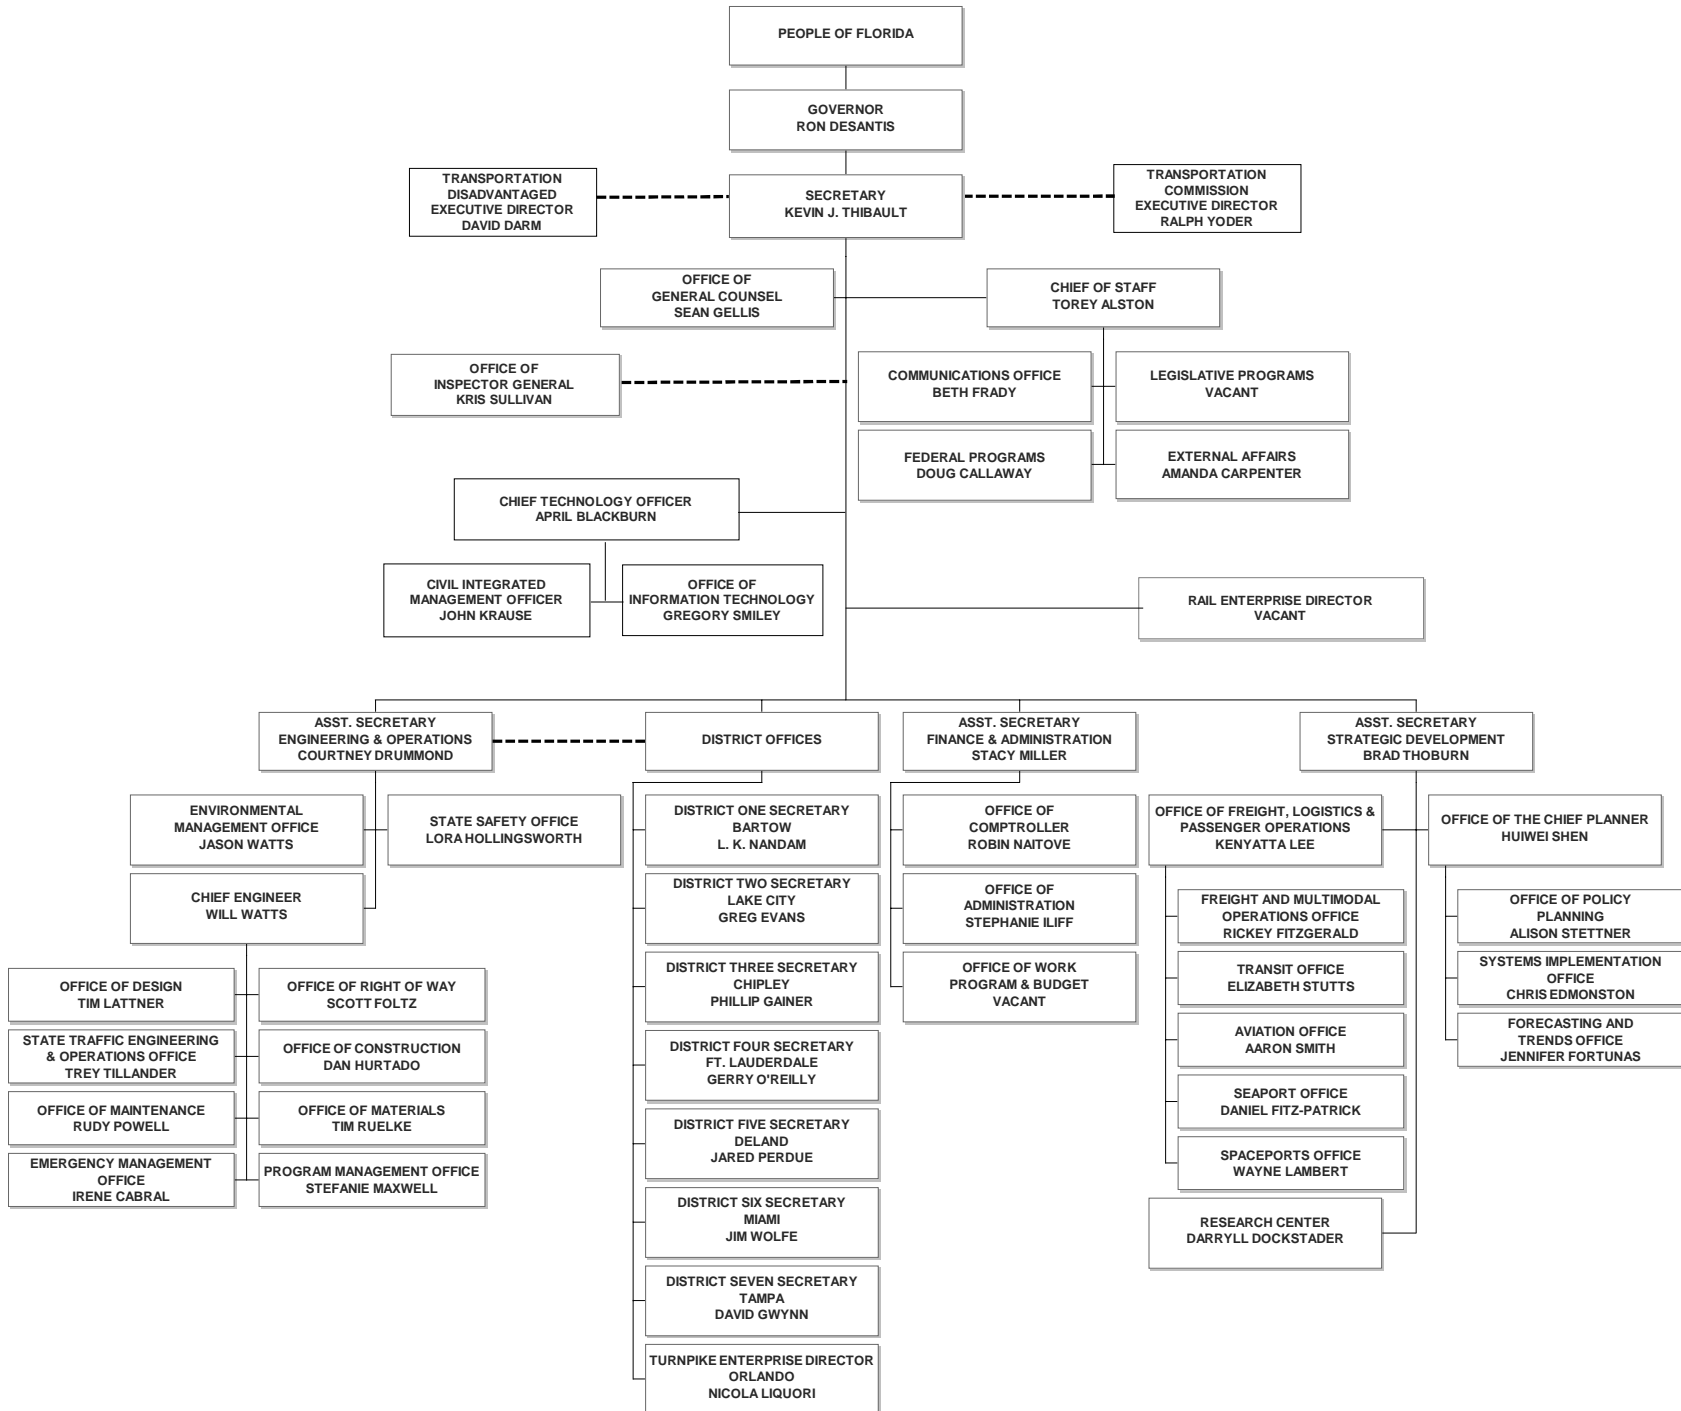 PEOPLE OF FLORIDA
GOVERNOR
RON DESANTIS
TRANSPORTATION
DISADVANTAGED
EXECUTIVE DIRECTOR
DAVID DARM
SECRETARY
KEVIN J. THIBAULT
TRANSPORTATION
COMMISSION
EXECUTIVE DIRECTOR
RALPH YODER
OFFICE OF
GENERAL COUNSEL
SEAN GELLIS
CHIEF OF STAFF
TOREY ALSTON
OFFICE OF
INSPECTOR GENERAL
KRIS SULLIVAN
COMMUNICATIONS OFFICE
BETH FRADY
LEGISLATIVE PROGRAMS
VACANT
FEDERAL PROGRAMS
DOUG CALLAWAY
EXTERNAL AFFAIRS
AMANDA CARPENTER
CHIEF TECHNOLOGY OFFICER
APRIL BLACKBURN
CIVIL INTEGRATED
MANAGEMENT OFFICER
JOHN KRAUSE
OFFICE OF
INFORMATION TECHNOLOGY
GREGORY SMILEY
RAIL ENTERPRISE DIRECTOR
VACANT
ASST. SECRETARY
ENGINEERING & OPERATIONS
COURTNEY DRUMMOND
DISTRICT OFFICES
ASST. SECRETARY
FINANCE & ADMINISTRATION
STACY MILLER
ASST. SECRETARY
STRATEGIC DEVELOPMENT
BRAD THOBURN
ENVIRONMENTAL
MANAGEMENT OFFICE
JASON WATTS
STATE SAFETY OFFICE
LORA HOLLINGSWORTH
CHIEF ENGINEER
WILL WATTS
OFFICE OF DESIGN
TIM LATTNER
OFFICE OF RIGHT OF WAY
SCOTT FOLTZ
STATE TRAFFIC ENGINEERING
& OPERATIONS OFFICE
TREY TILLANDER
OFFICE OF CONSTRUCTION
DAN HURTADO
OFFICE OF MAINTENANCE
RUDY POWELL
OFFICE OF MATERIALS
TIM RUELKE
EMERGENCY MANAGEMENT
OFFICE
IRENE CABRAL
PROGRAM MANAGEMENT OFFICE
STEFANIE MAXWELL
DISTRICT ONE SECRETARY
BARTOW
L. K. NANDAM
DISTRICT TWO SECRETARY
LAKE CITY
GREG EVANS
DISTRICT THREE SECRETARY
CHIPLEY
PHILLIP GAINER
DISTRICT FOUR SECRETARY
FT. LAUDERDALE
GERRY O'REILLY
DISTRICT FIVE SECRETARY
DELAND
JARED PERDUE
DISTRICT SIX SECRETARY
MIAMI
JIM WOLFE
DISTRICT SEVEN SECRETARY
TAMPA
DAVID GWYNN
TURNPIKE ENTERPRISE DIRECTOR
ORLANDO
NICOLA LIQUORI
OFFICE OF
COMPTROLLER
ROBIN NAITOVE
OFFICE OF
ADMINISTRATION
STEPHANIE ILIFF
OFFICE OF WORK
PROGRAM & BUDGET
VACANT
OFFICE OF FREIGHT, LOGISTICS &
PASSENGER OPERATIONS
KENYATTA LEE
FREIGHT AND MULTIMODAL
OPERATIONS OFFICE
RICKEY FITZGERALD
TRANSIT OFFICE
ELIZABETH STUTTS
AVIATION OFFICE
AARON SMITH
SEAPORT OFFICE
DANIEL FITZ-PATRICK
SPACEPORTS OFFICE
WAYNE LAMBERT
RESEARCH CENTER
DARRYLL DOCKSTADER
OFFICE OF THE CHIEF PLANNER
HUIWEI SHEN
OFFICE OF POLICY
PLANNING
ALISON STETTNER
SYSTEMS IMPLEMENTATION
OFFICE
CHRIS EDMONSTON
FORECASTING AND
TRENDS OFFICE
JENNIFER FORTUNAS